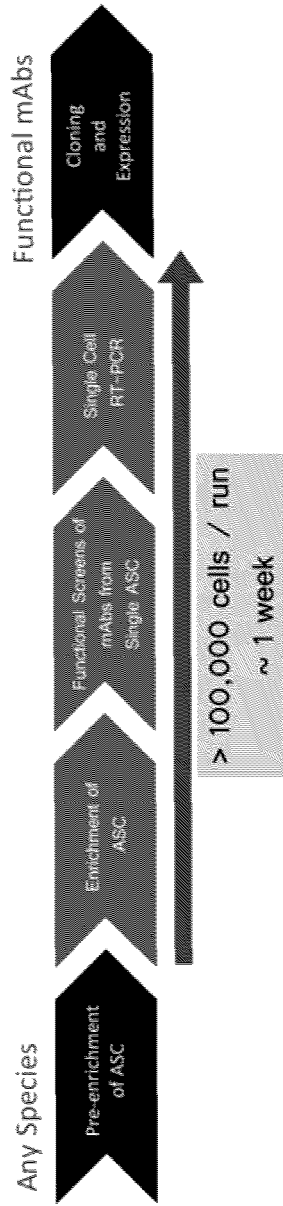 Any Species
Functional mAbs
Pre-enrichment
of ASC
Enrichment of
ASC
Functional Screens of
mAbs from
Single ASC
Single Cell
RT-PCR
Cloning
and
Expression
> 100,000 cells / run
~ 1 week